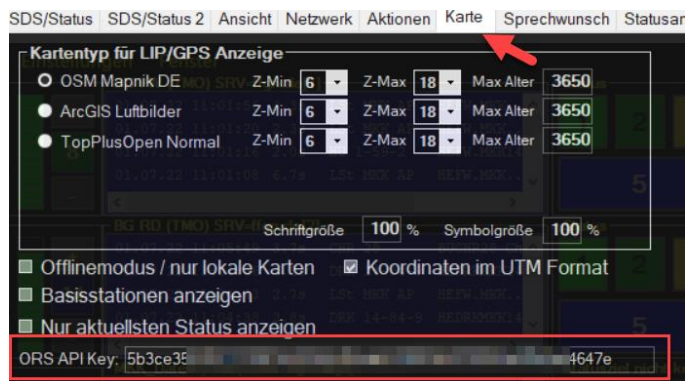 SDS/Status SDS/Status 2 Ansicht Netzwerk Aktionen Karte Sprechwunsch Statusan
Kartentyp für LIP/GPS Anzeige
OSM Mapnik DE Z-Min 6 Z-Max 18 Max Alter 3650
ArcGIS Luftbilder Z-Min 6 Z-Max 18 Max Alter 3650
TopPlusOpen Normal Z-Min 6 Z-Max 18 Max Alter 3650
Schriftgröße 100 % Symbolgröße 100 %
Offlinemodus / nur lokale Karten Koordinaten im UTM Format
Basisstationen anzeigen
Nur aktuellsten Status anzeigen
ORS API Key: 5b3ce35 4647e